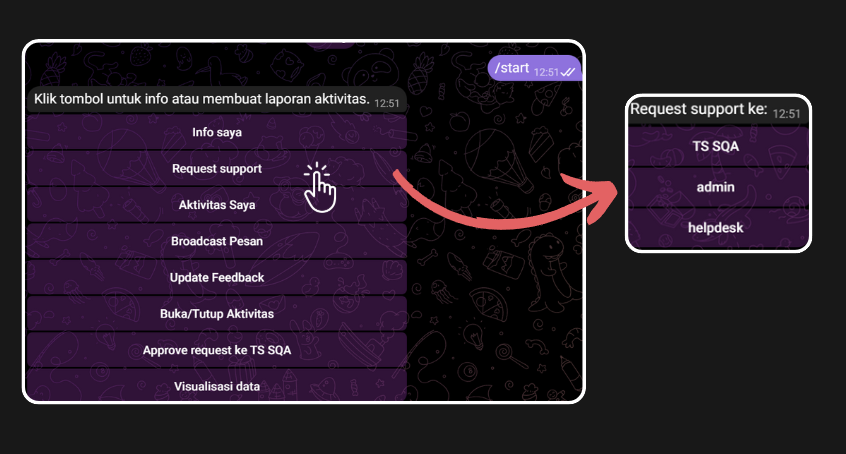 /start 12:51
Klik tombol untuk info atau membuat laporan aktivitas. 12:51
Info saya
Request support
Aktivitas Saya
Broadcast Pesan
Update Feedback
Buka/Tutup Aktivitas
Approve request ke TS SQA
Visualisasi data
Request support ke: 12:51
TS SQA
admin
helpdesk